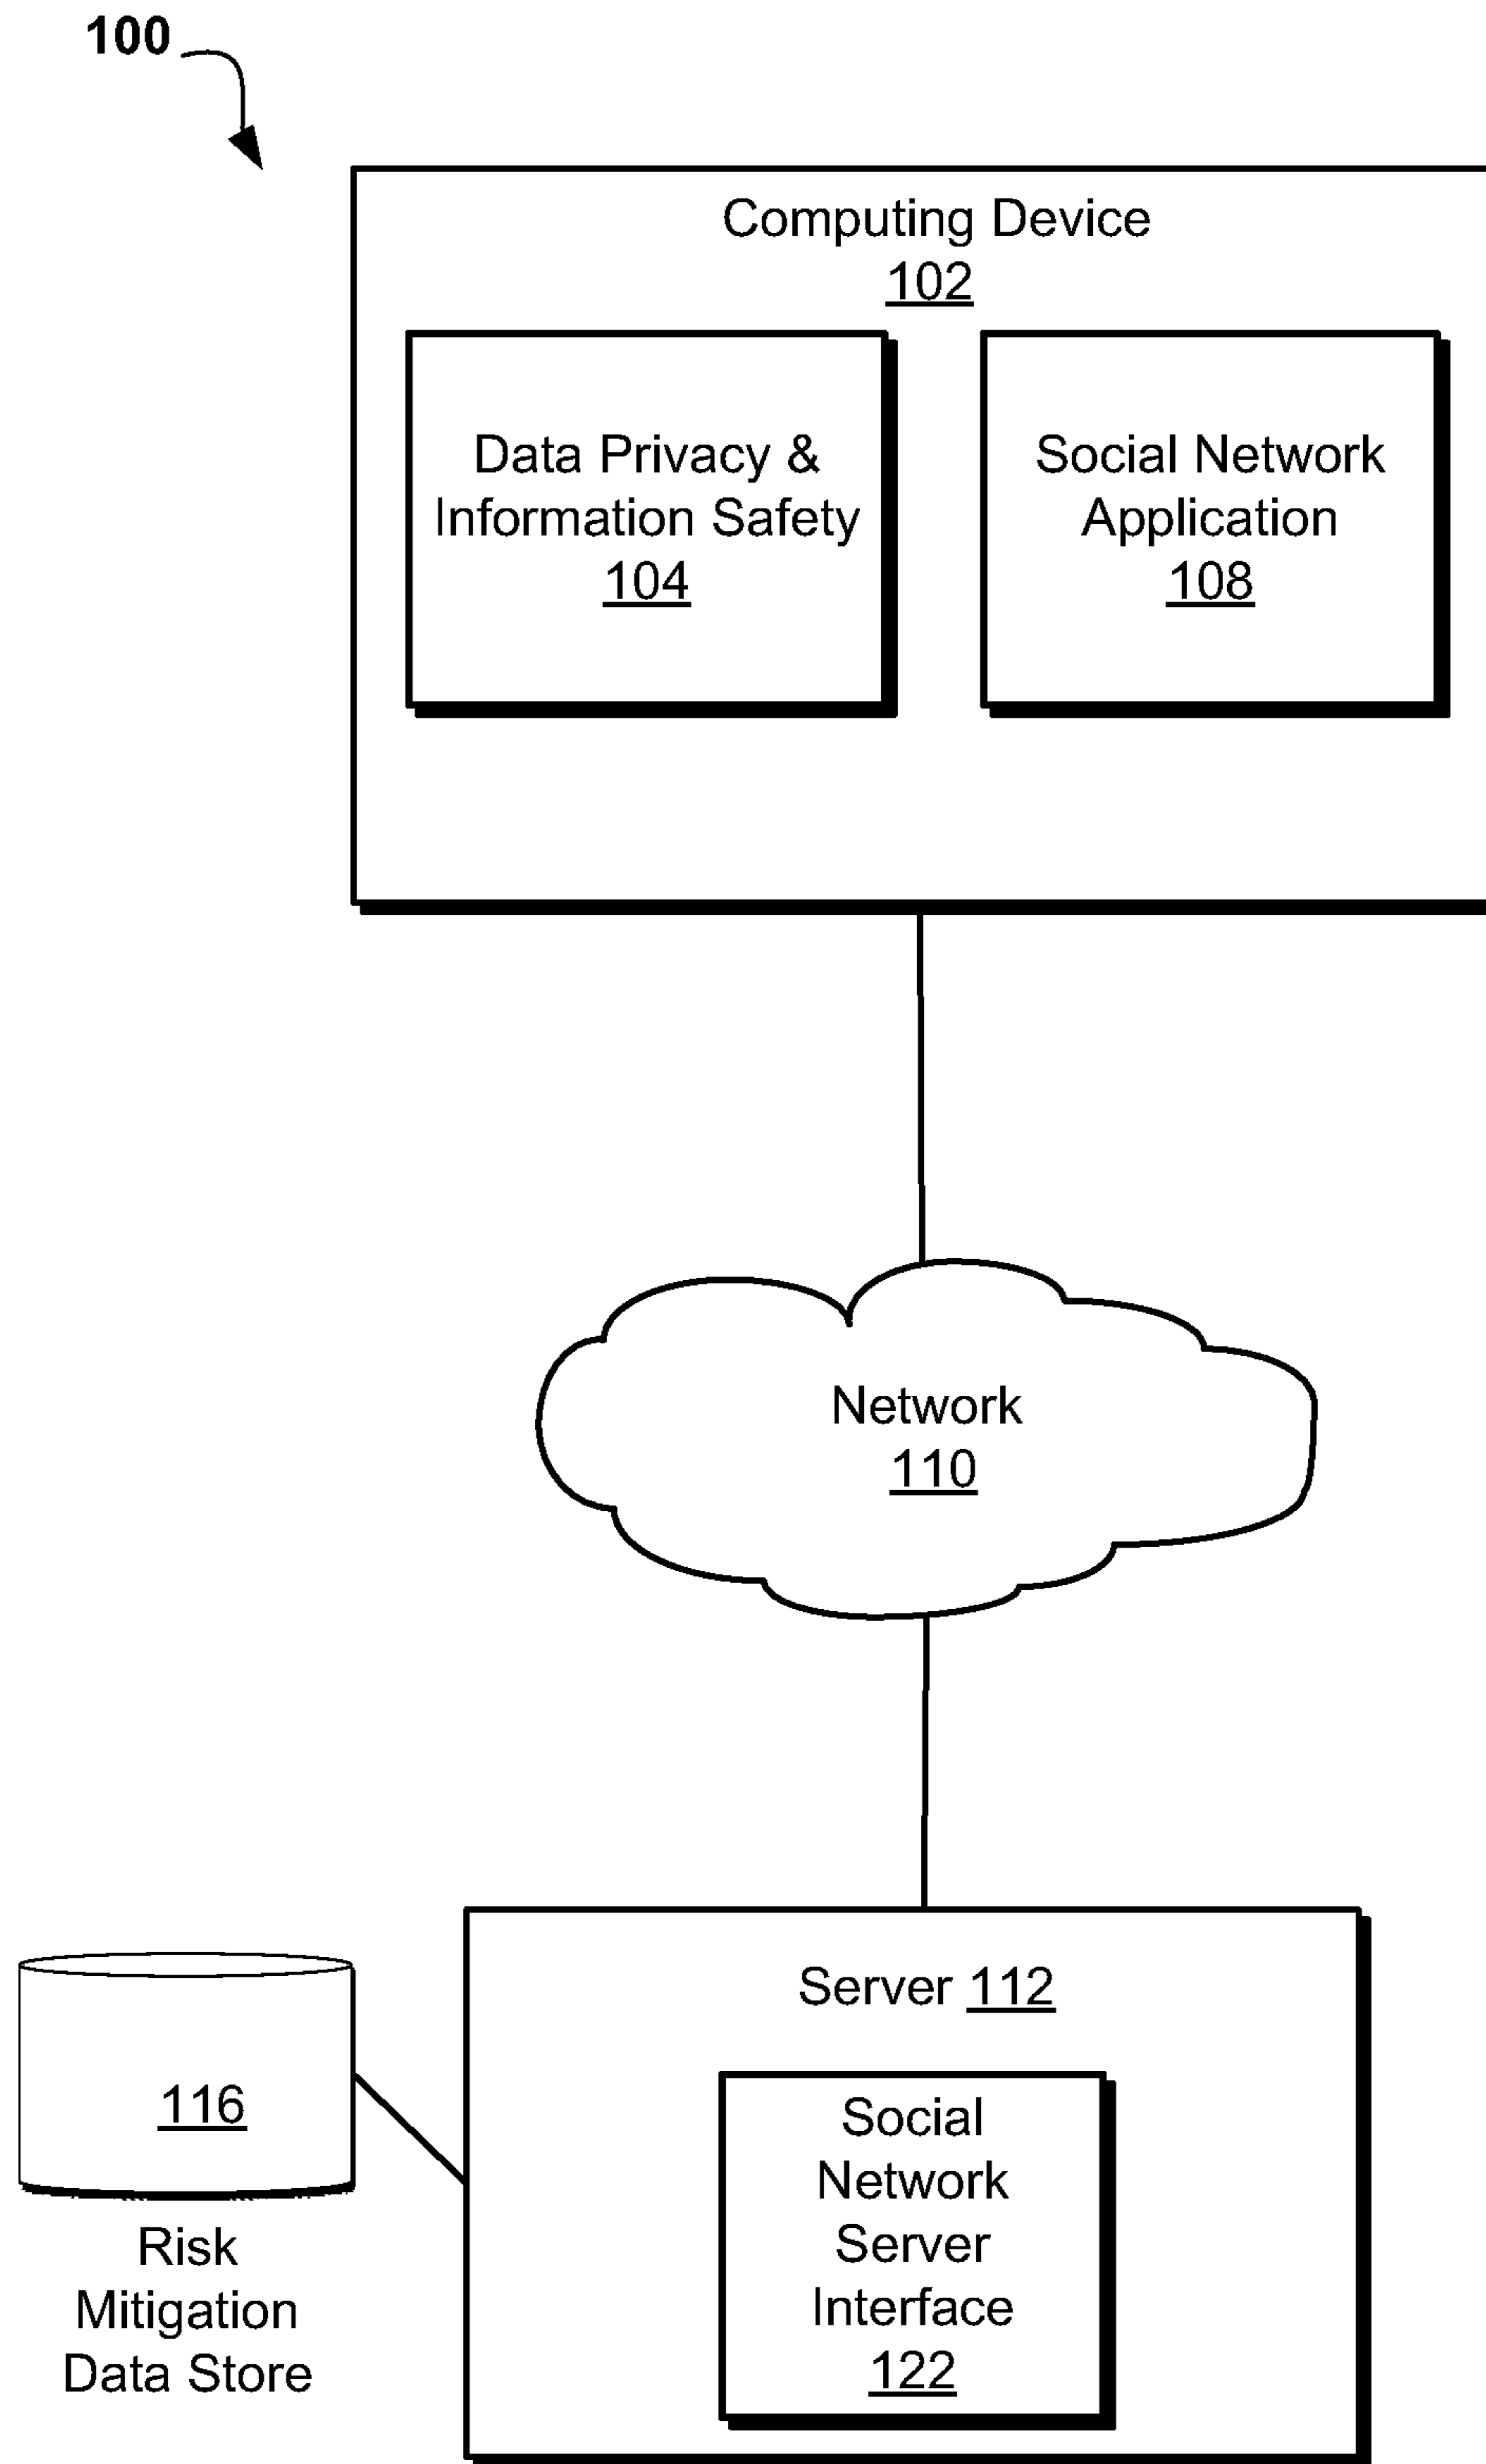 100
Computing Device
102
Data Privacy &
Information Safety
104
Social Network
Application
108
Network
110
Server 112
116
Risk
Mitigation
Data Store
Social
Network
Server
Interface
122